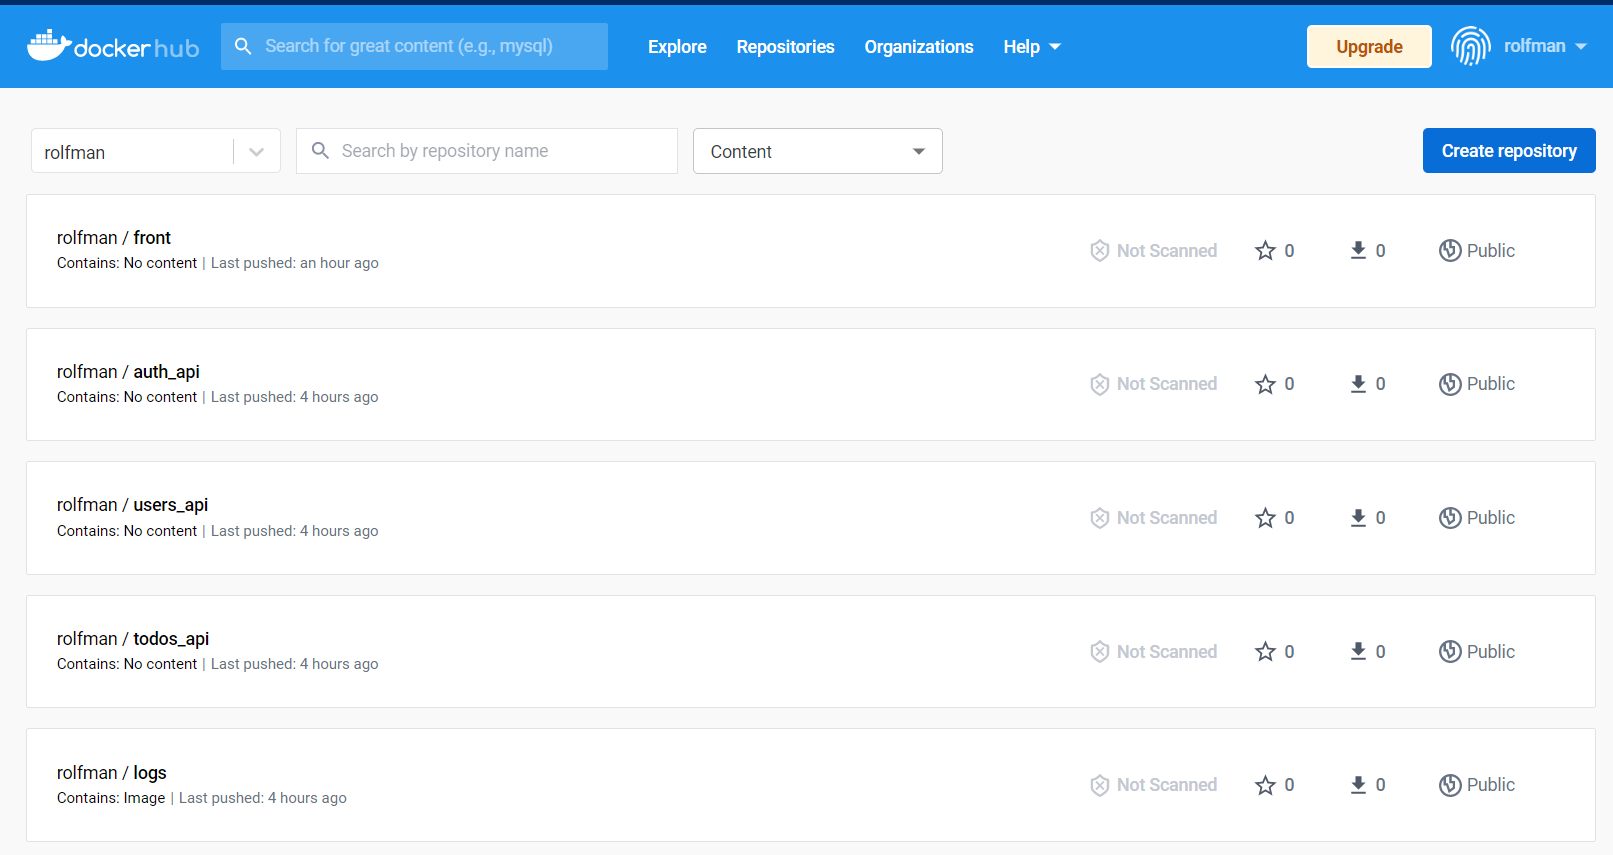 docker hub
Search for great content (e.g., mysql)
Explore
Repositories
Organizations
Help
Upgrade
rolfman
rolfman
Search by repository name
Content
Create repository
rolfman / front
Contains: No content | Last pushed: an hour ago
Not Scanned
0
0
Public
rolfman / auth_api
Contains: No content | Last pushed: 4 hours ago
Not Scanned
0
0
Public
rolfman / users_api
Contains: No content | Last pushed: 4 hours ago
Not Scanned
0
0
Public
rolfman / todos_api
Contains: No content | Last pushed: 4 hours ago
Not Scanned
0
0
Public
rolfman / logs
Contains: Image | Last pushed: 4 hours ago
Not Scanned
0
0
Public